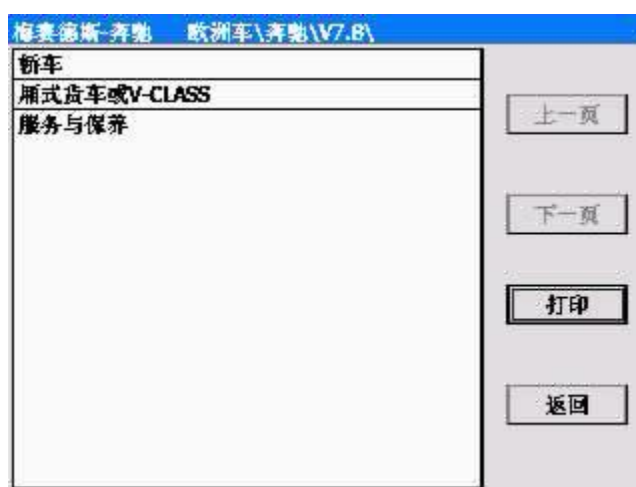 梅赛德斯-奔驰 欧洲车\奔驰\V7.8\
轿车
厢式货车或V-CLASS
服务与保养
上一页
下一页
打印
返回